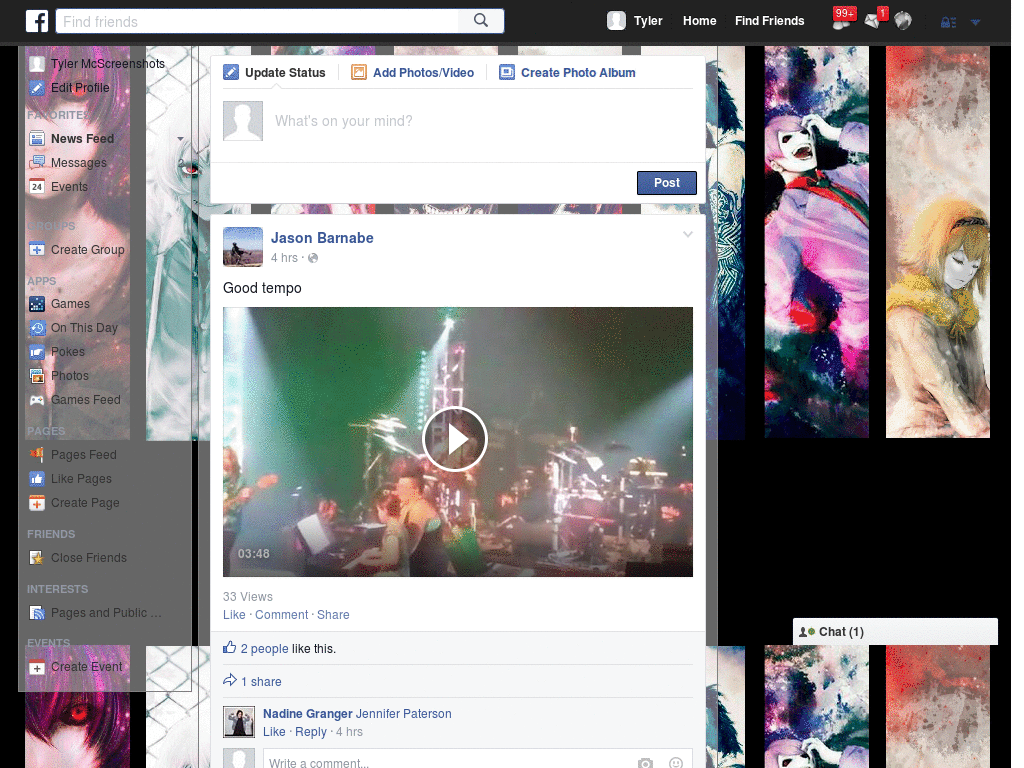 Find friends
Tyler
Home
Find Friends
99+
1
Tyler McScreenshots
Edit Profile
FAVORITES
News Feed
Messages
24
Events
GROUPS
Create Group
APPS
Games
On This Day
Pokes
Photos
Games Feed
PAGES
Pages Feed
Like Pages
Create Page
FRIENDS
Close Friends
INTERESTS
Pages and Public ...
EVENTS
Create Event
Update Status
Add Photos/Video
Create Photo Album
What's on your mind?
Post
Jason Barnabe
4 hrs ·
Good tempo
03:48
33 Views
Like · Comment · Share
2 people like this.
1 share
Nadine Granger Jennifer Paterson
Like · Reply · 4 hrs
Write a comment...
Chat (1)